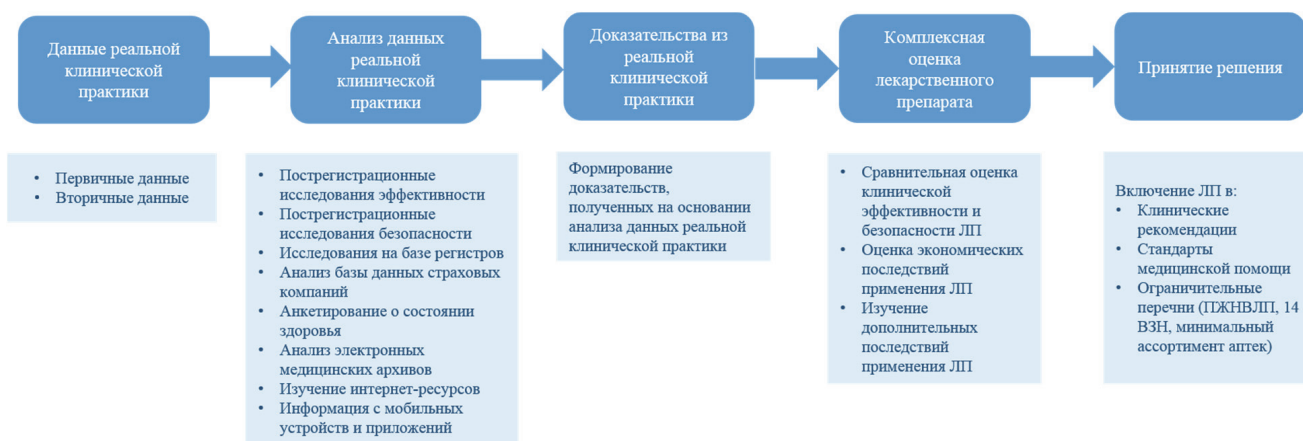 Данные реальной
клинической
практики
Анализ данных
реальной
клинической
практики
Доказательства из
реальной
клинической
практики
Комплексная
оценка
лекарственного
препарата
Принятие решения
• Первичные данные
• Вторичные данные
• Пострегистрационные
исследования эффективности
• Пострегистрационные
исследования безопасности
• Исследования на базе регистров
• Анализ базы данных страховых
компаний
• Анкетирование о состоянии
здоровья
• Анализ электронных
медицинских архивов
• Изучение интернет-ресурсов
• Информация с мобильных
устройств и приложений
Формирование
доказательств,
полученных на основании
анализа данных реальной
клинической практики
• Сравнительная оценка
клинической
эффективности и
безопасности ЛП
• Оценка экономических
последствий
применения ЛП
• Изучение
дополнительных
последствий
применения ЛП
Включение ЛП в:
• Клинические
рекомендации
• Стандарты
медицинской помощи
• Ограничительные
перечни (ПЖНВЛП, 14
ВЗН, минимальный
ассортимент аптек)